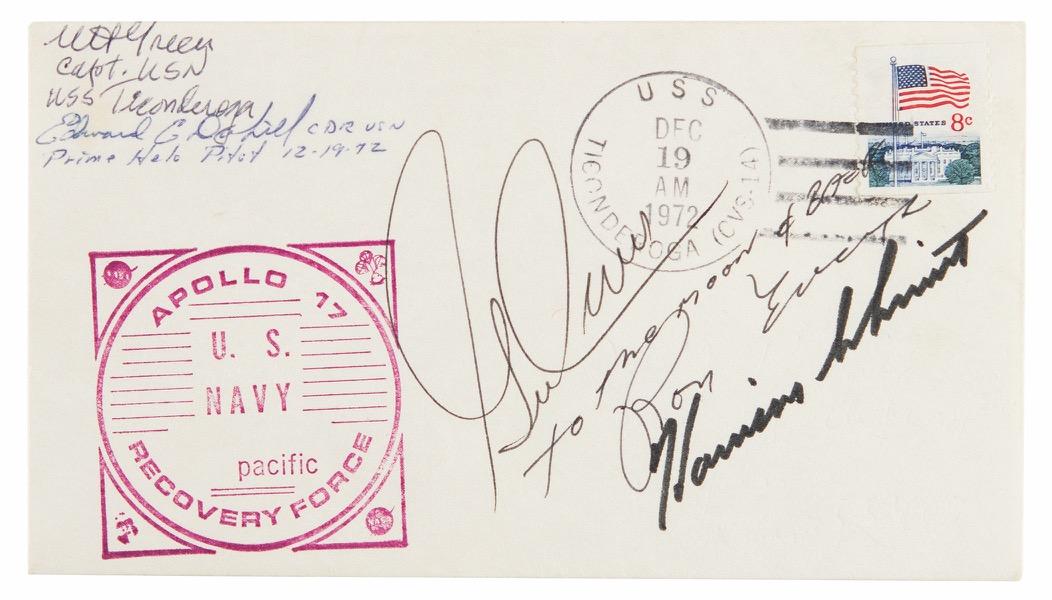 Capt. USN
USS Ticonderoga
Edward E Dahill CDR USN
Prime Helo Pilot 12-19-72
USS
TICONDEROGA (CVS-14)
DEC
19
AM
1972
UNITED STATES 8c
Gene Cernan
to the moon & back
Ron Evans
Harrison Schmitt
APOLLO 17
U. S.
NAVY
pacific
RECOVERY FORCE